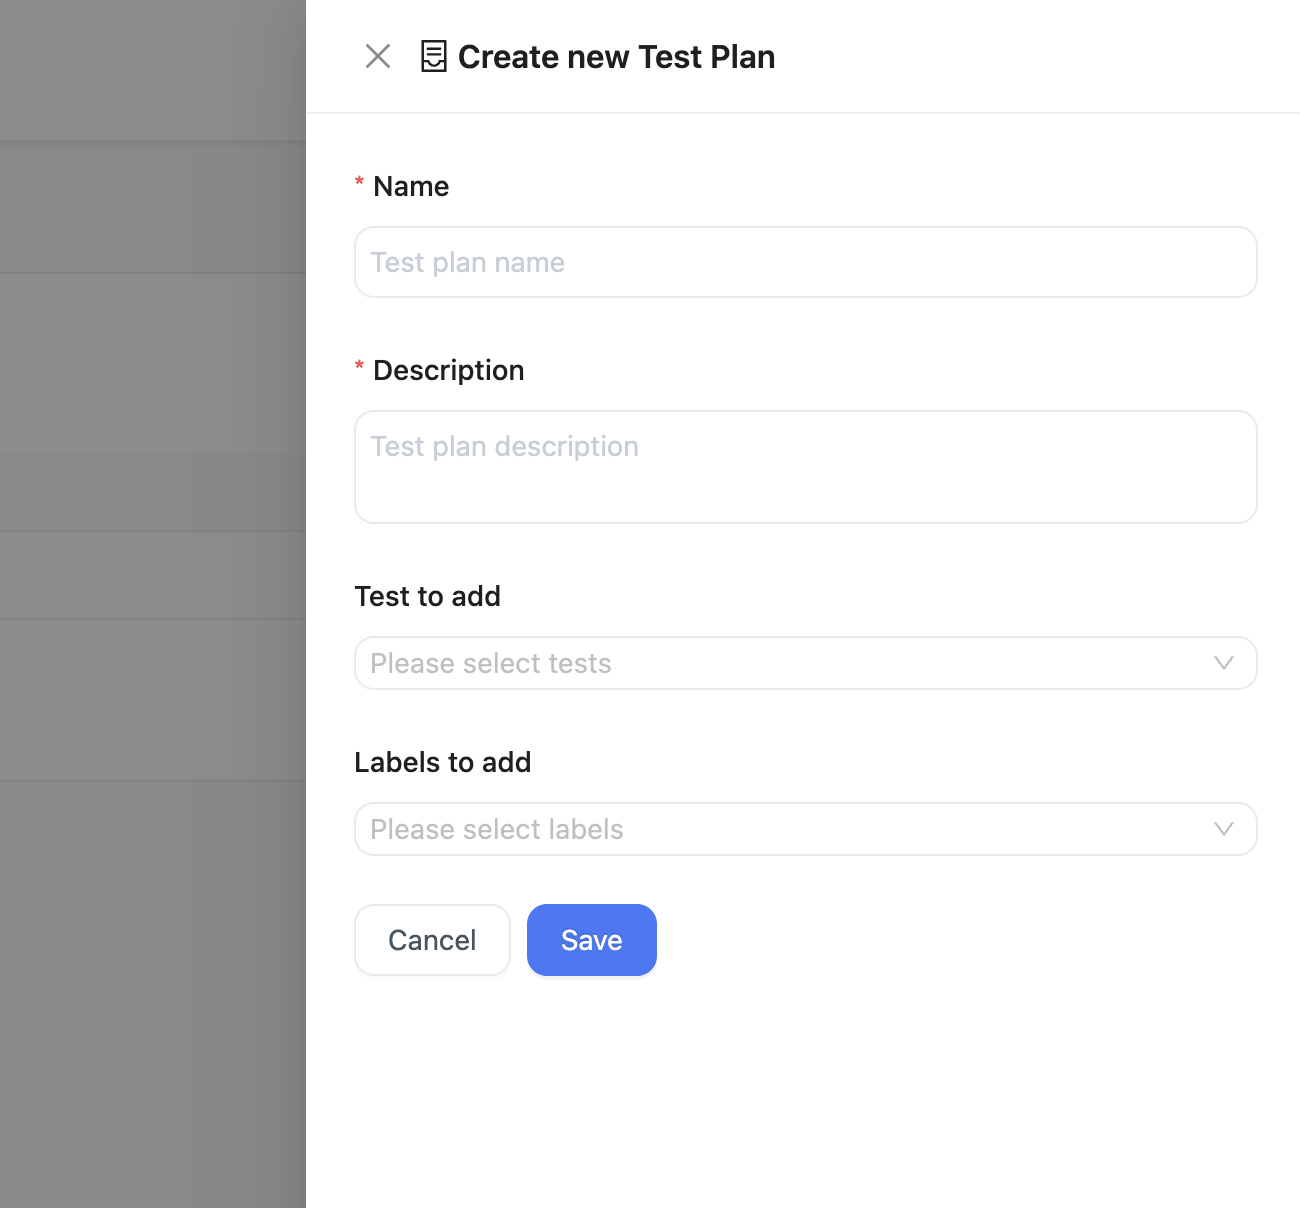 Create new Test Plan
* Name
Test plan name
* Description
Test plan description
Test to add
Please select tests
Labels to add
Please select labels
Cancel
Save